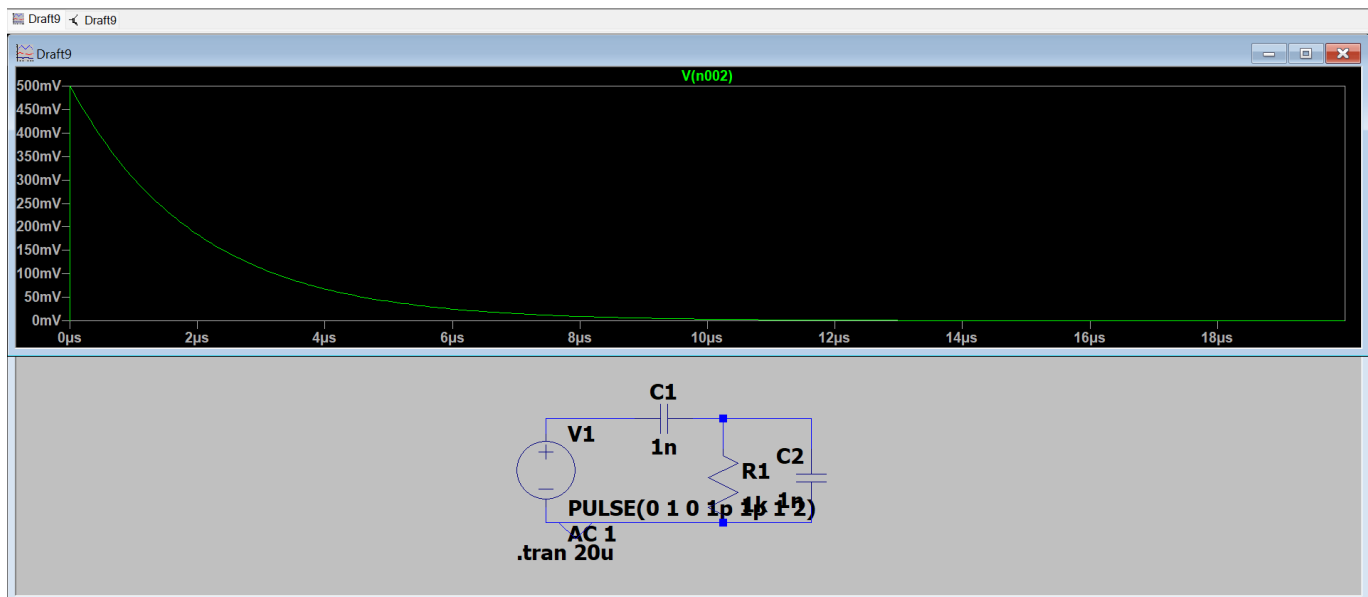 Draft9 Draft9
Draft9
V(n002)
500mV
450mV
400mV
350mV
300mV
250mV
200mV
150mV
100mV
50mV
0mV
0µs 2µs 4µs 6µs 8µs 10µs 12µs 14µs 16µs 18µs
C1
V1
1n
C2
R1
1k 1n
PULSE(0 1 0 1p 1p 1 2)
AC 1
.tran 20u